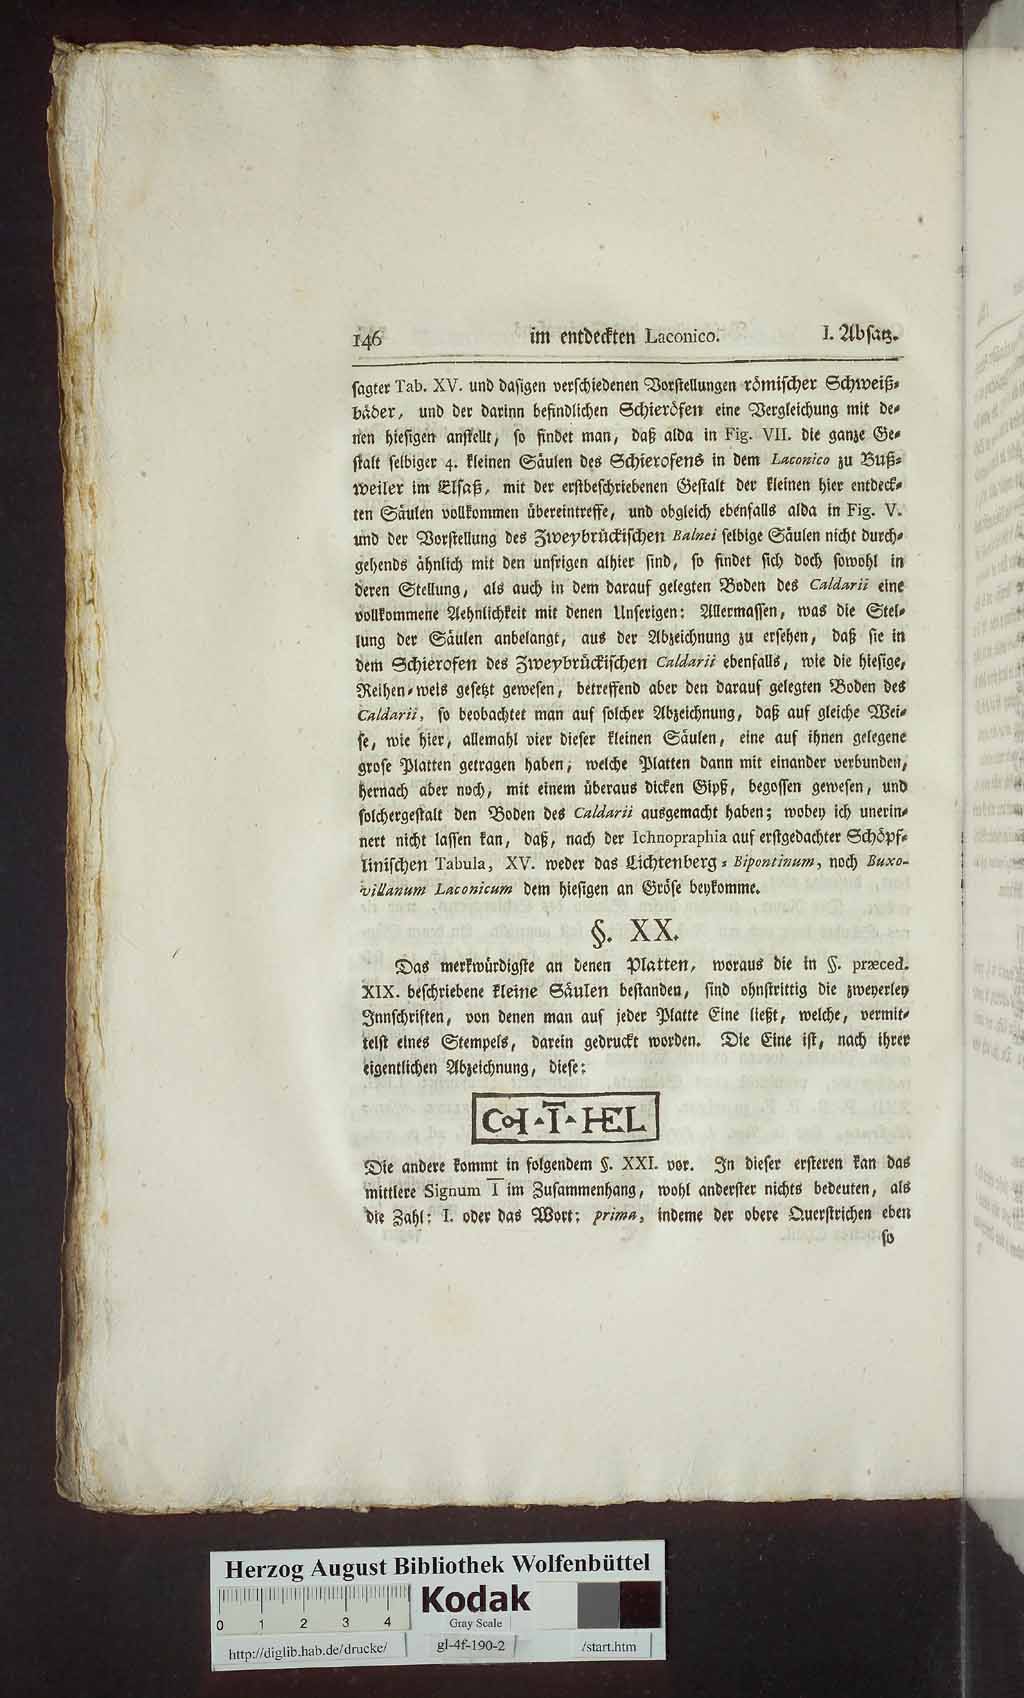 146 im entdeckten Laconico. I. Absatz.
sagter Tab. XV. und dasigen verschiedenen Vorstellungen römischer Schweiß-
bäder, und der darinn befindlichen Schieröfen eine Vergleichung mit de-
nen hiesigen anstellt, so findet man, daß alda in Fig. VII. die ganze Ge-
stalt selbiger 4. kleinen Säulen des Schierofens in dem Laconico zu Buß-
weiler im Elsaß, mit der erstbeschriebenen Gestalt der kleinen hier entdeck-
ten Säulen vollkommen übereintreffe, und obgleich ebenfalls alda in Fig. V.
und der Vorstellung des Zweybrückischen Balnei selbige Säulen nicht durch-
gehends ähnlich mit den unsrigen alhier sind, so findet sich doch sowohl in
deren Stellung, als auch in dem darauf gelegten Boden des Caldarii eine
vollkommene Aehnlichkeit mit denen Unserigen: Allermassen, was die Stel-
lung der Säulen anbelangt, aus der Abzeichnung zu ersehen, daß sie in
dem Schierofen des Zweybrückischen Caldarii ebenfalls, wie die hiesige,
Reihen-weis gesetzt gewesen, betreffend aber den darauf gelegten Boden des
Caldarii, so beobachtet man auf solcher Abzeichnung, daß auf gleiche Wei-
se, wie hier, allemahl vier dieser kleinen Säulen, eine auf ihnen gelegene
grose Platten getragen haben; welche Platten dann mit einander verbunden,
hernach aber noch, mit einem überaus dicken Gipß, begossen gewesen, und
solchergestalt den Boden des Caldarii ausgemacht haben; wobey ich unerin-
nert nicht lassen kan, daß, nach der Ichnopraphia auf erstgedachter Schöpf-
linischen Tabula, XV. weder das Lichtenberg-Bipontinum, noch Buxo-
villanum Laconicum dem hiesigen an Gröse beykomme.
§. XX.
Das merkwürdigste an denen Platten, woraus die in §. præced.
XIX. beschriebene kleine Säulen bestanden, sind ohnstrittig die zweyerley
Innschriften, von denen man auf jeder Platte Eine ließt, welche, vermit-
telst eines Stempels, darein gedruckt worden. Die Eine ist, nach ihrer
eigentlichen Abzeichnung, diese:
COH·I̅·HEL
Die andere kommt in folgendem §. XXI. vor. In dieser ersteren kan das
mittlere Signum I̅ im Zusammenhang, wohl anderster nichts bedeuten, als
die Zahl: I. oder das Wort: prima, indeme der obere Querstrichen eben
so
Herzog August Bibliothek Wolfenbüttel
0 1 2 3 4 Kodak
Gray Scale
http://diglib.hab.de/drucke/ gl-4f-190-2 /start.htm